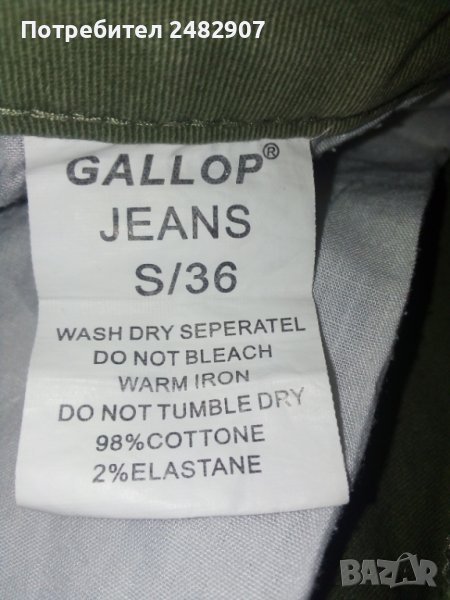 Потребител 2482907
GALLOP®
JEANS
S/36
WASH DRY SEPERATEL
DO NOT BLEACH
WARM IRON
DO NOT TUMBLE DRY
98%COTTONE
2%ELASTANE
BAZAR